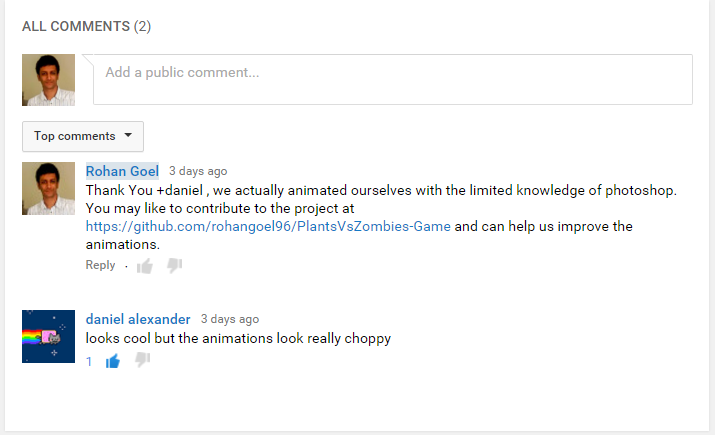 ALL COMMENTS (2)
Add a public comment...
Top comments
Rohan Goel 3 days ago
Thank You +daniel , we actually animated ourselves with the limited knowledge of photoshop.
You may like to contribute to the project at
https://github.com/rohangoel96/PlantsVsZombies-Game and can help us improve the
animations.
Reply ·
daniel alexander 3 days ago
looks cool but the animations look really choppy
1